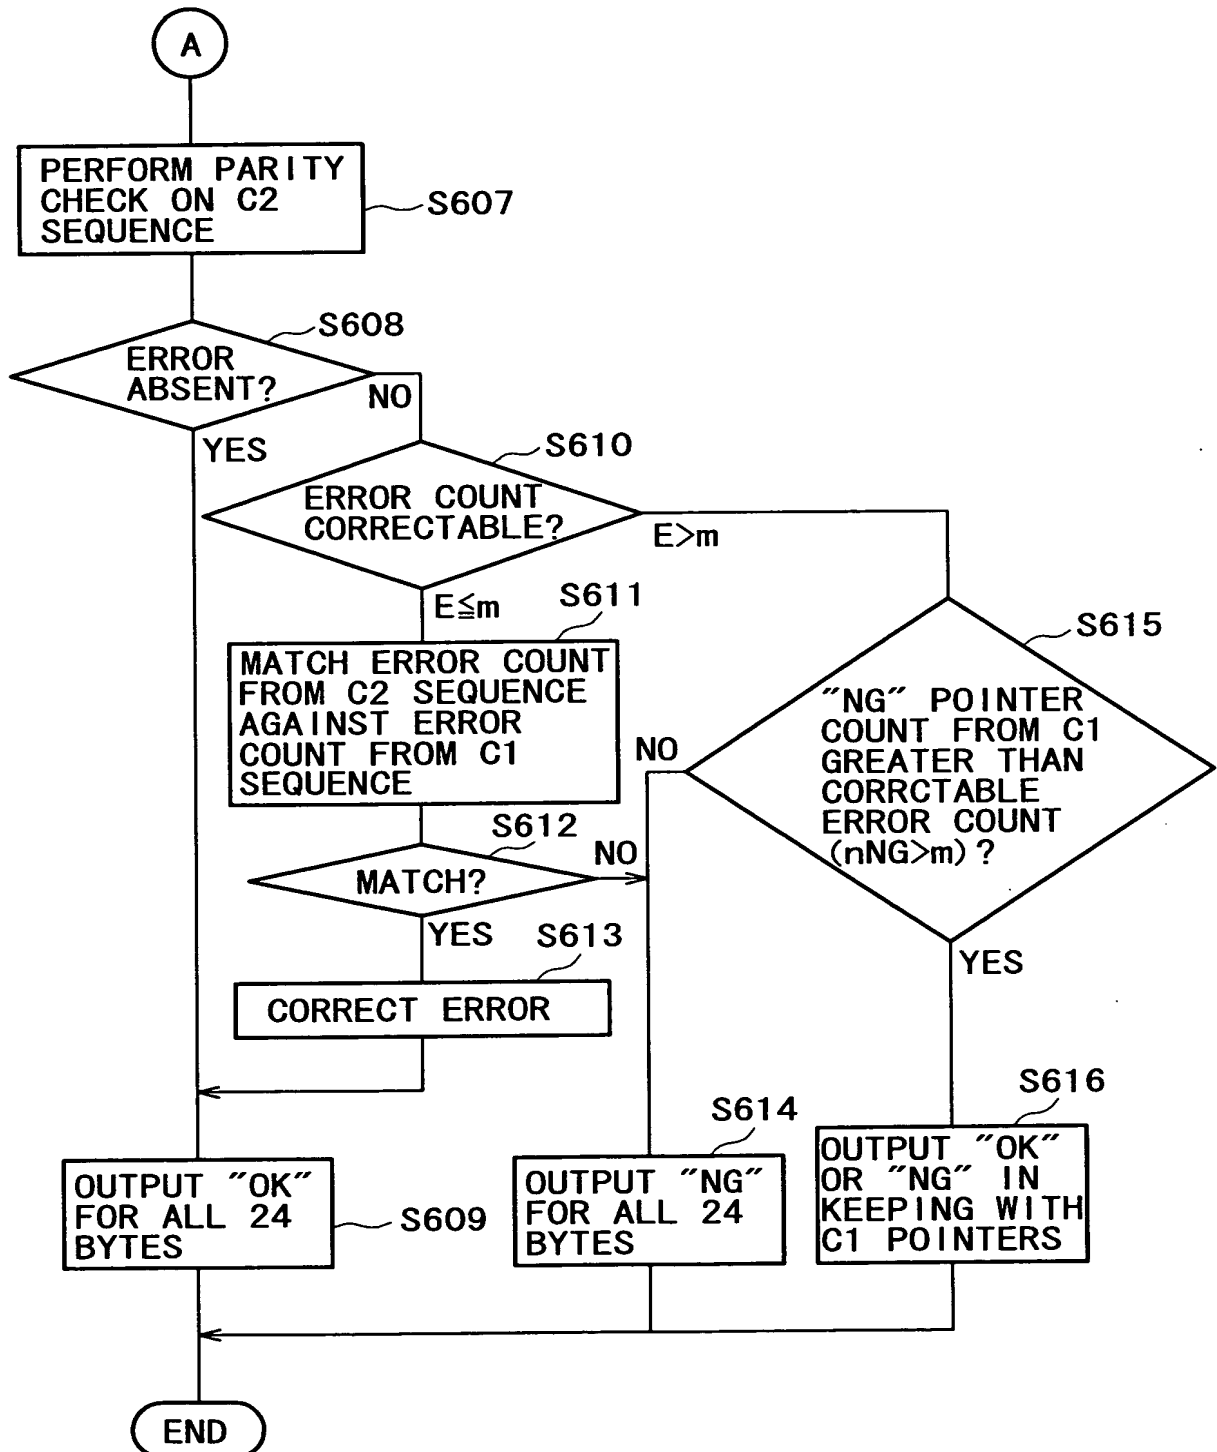 A
PERFORM PARITY
CHECK ON C2
SEQUENCE
S607
S608
ERROR
ABSENT?
NO
YES
S610
ERROR COUNT
CORRECTABLE?
E>m
E≦m
S611
MATCH ERROR COUNT
FROM C2 SEQUENCE
AGAINST ERROR
COUNT FROM C1
SEQUENCE
S615
"NG" POINTER
COUNT FROM C1
GREATER THAN
CORRCTABLE
ERROR COUNT
(nNG>m)?
NO
S612
MATCH?
NO
YES
S613
CORRECT ERROR
YES
S609
OUTPUT "OK"
FOR ALL 24
BYTES
S614
OUTPUT "NG"
FOR ALL 24
BYTES
S616
OUTPUT "OK"
OR "NG" IN
KEEPING WITH
C1 POINTERS
END